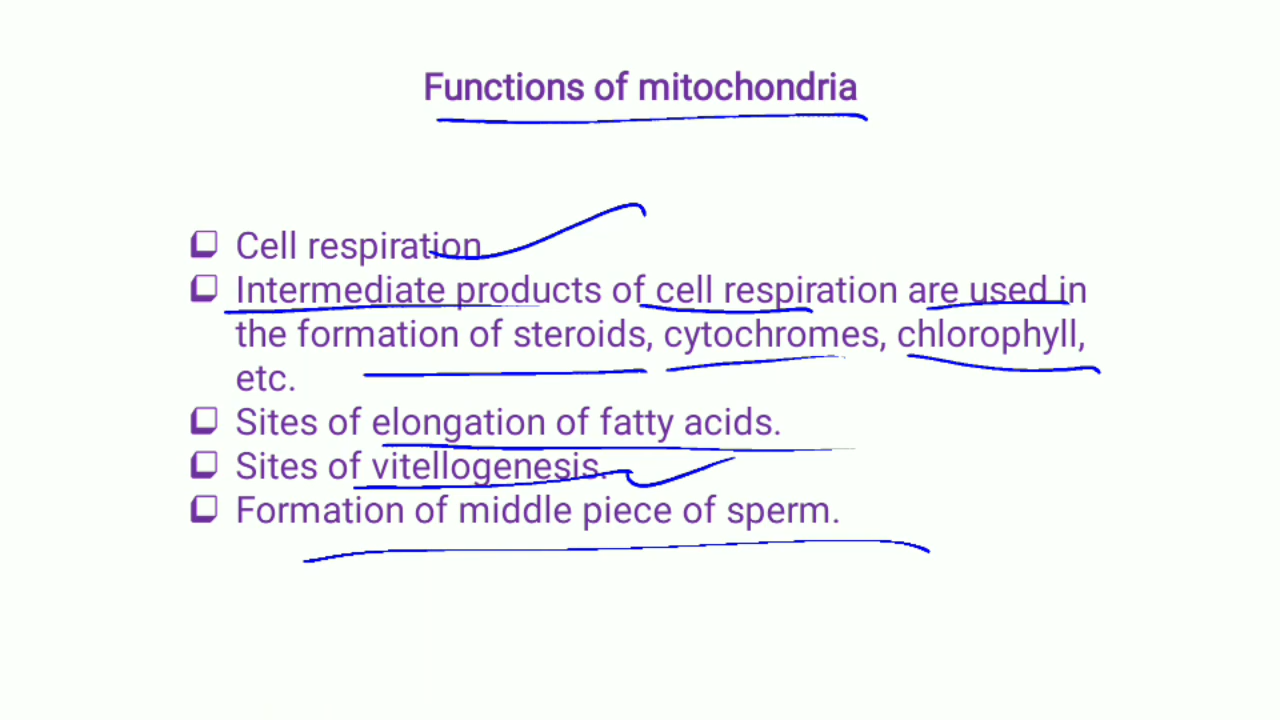 Functions of mitochondria
❑ Cell respiration
❑ Intermediate products of cell respiration are used in
the formation of steroids, cytochromes, chlorophyll,
etc.
❑ Sites of elongation of fatty acids.
❑ Sites of vitellogenesis.
❑ Formation of middle piece of sperm.